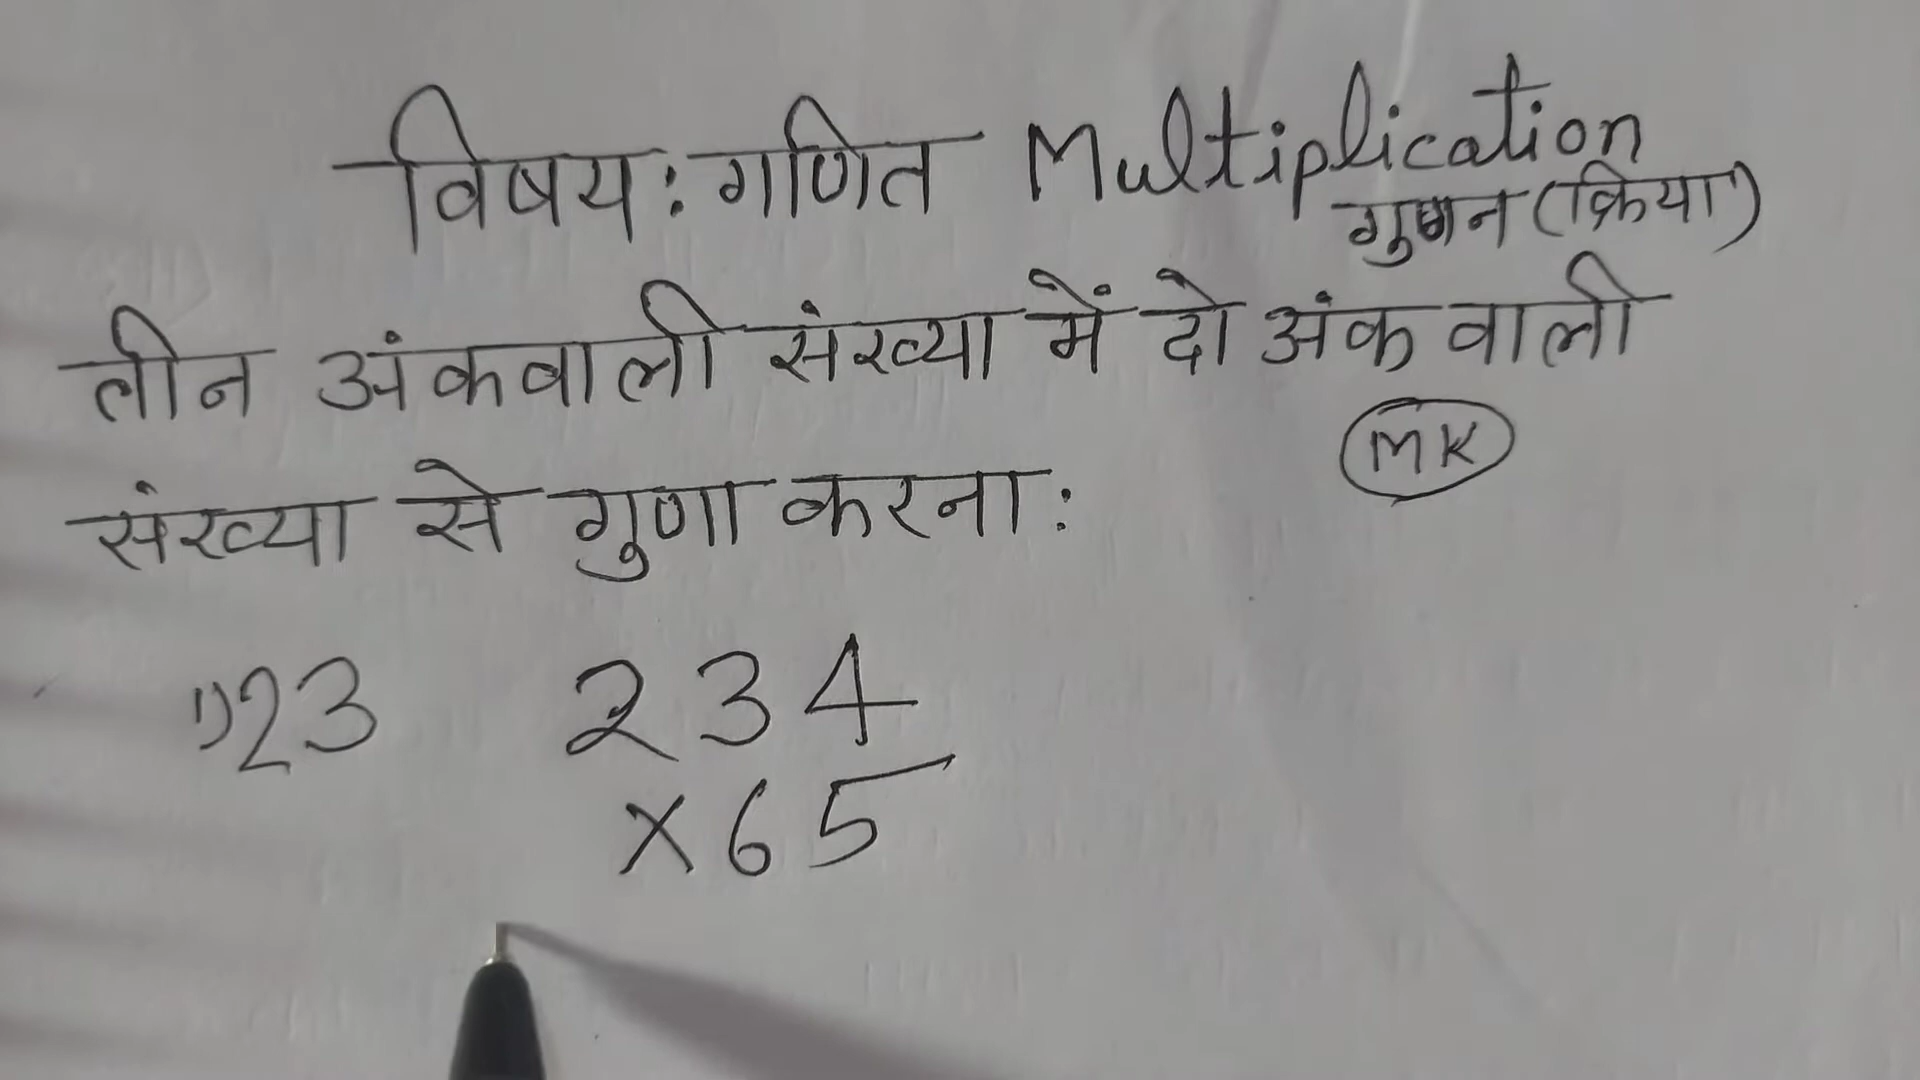 विषय: गणित Multiplication
गुणन (क्रिया)
तीन अंकवाली संख्या में दो अंक वाली
MK
संख्या से गुणा करना:
1) 23 234
× 65